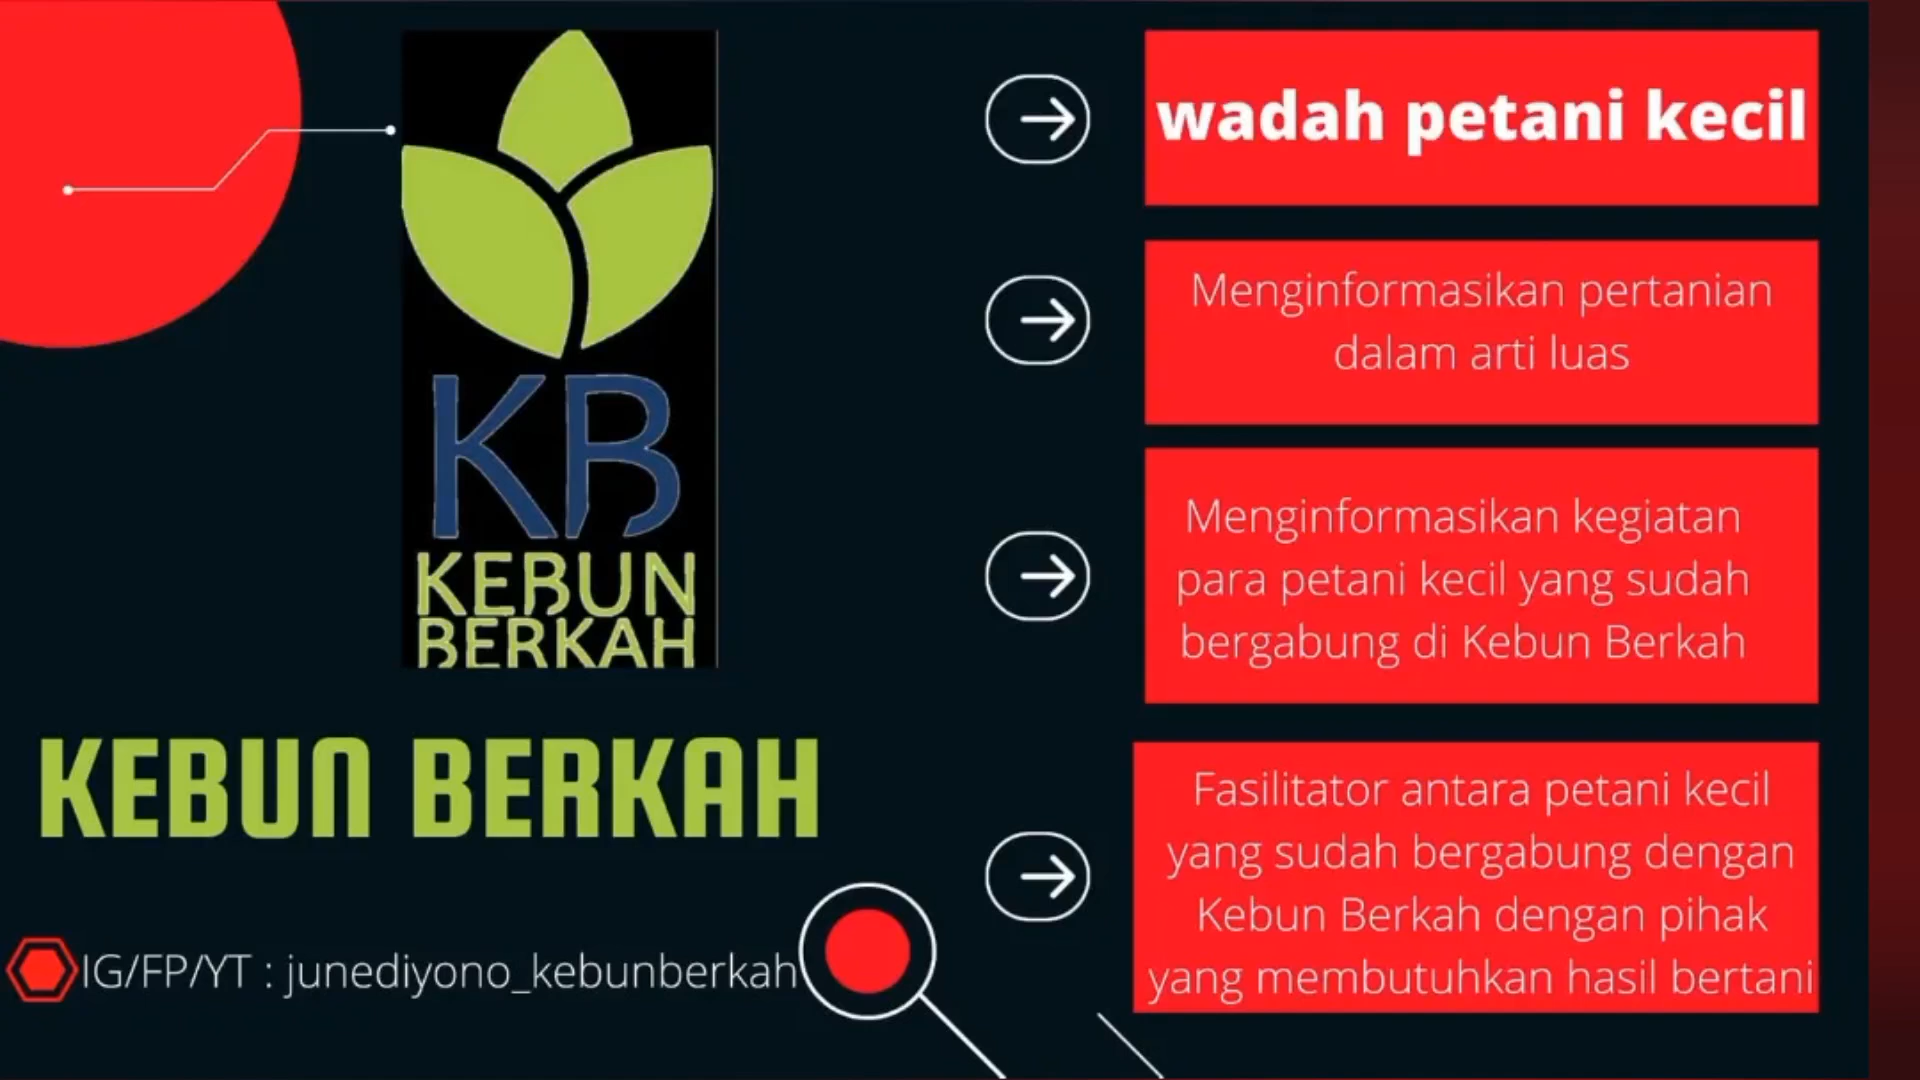 KB
KEBUN
BERKAH
KEBUN BERKAH
IG/FP/YT : junediyono_kebunberkah
wadah petani kecil
Menginformasikan pertanian
dalam arti luas
Menginformasikan kegiatan
para petani kecil yang sudah
bergabung di Kebun Berkah
Fasilitator antara petani kecil
yang sudah bergabung dengan
Kebun Berkah dengan pihak
yang membutuhkan hasil bertani